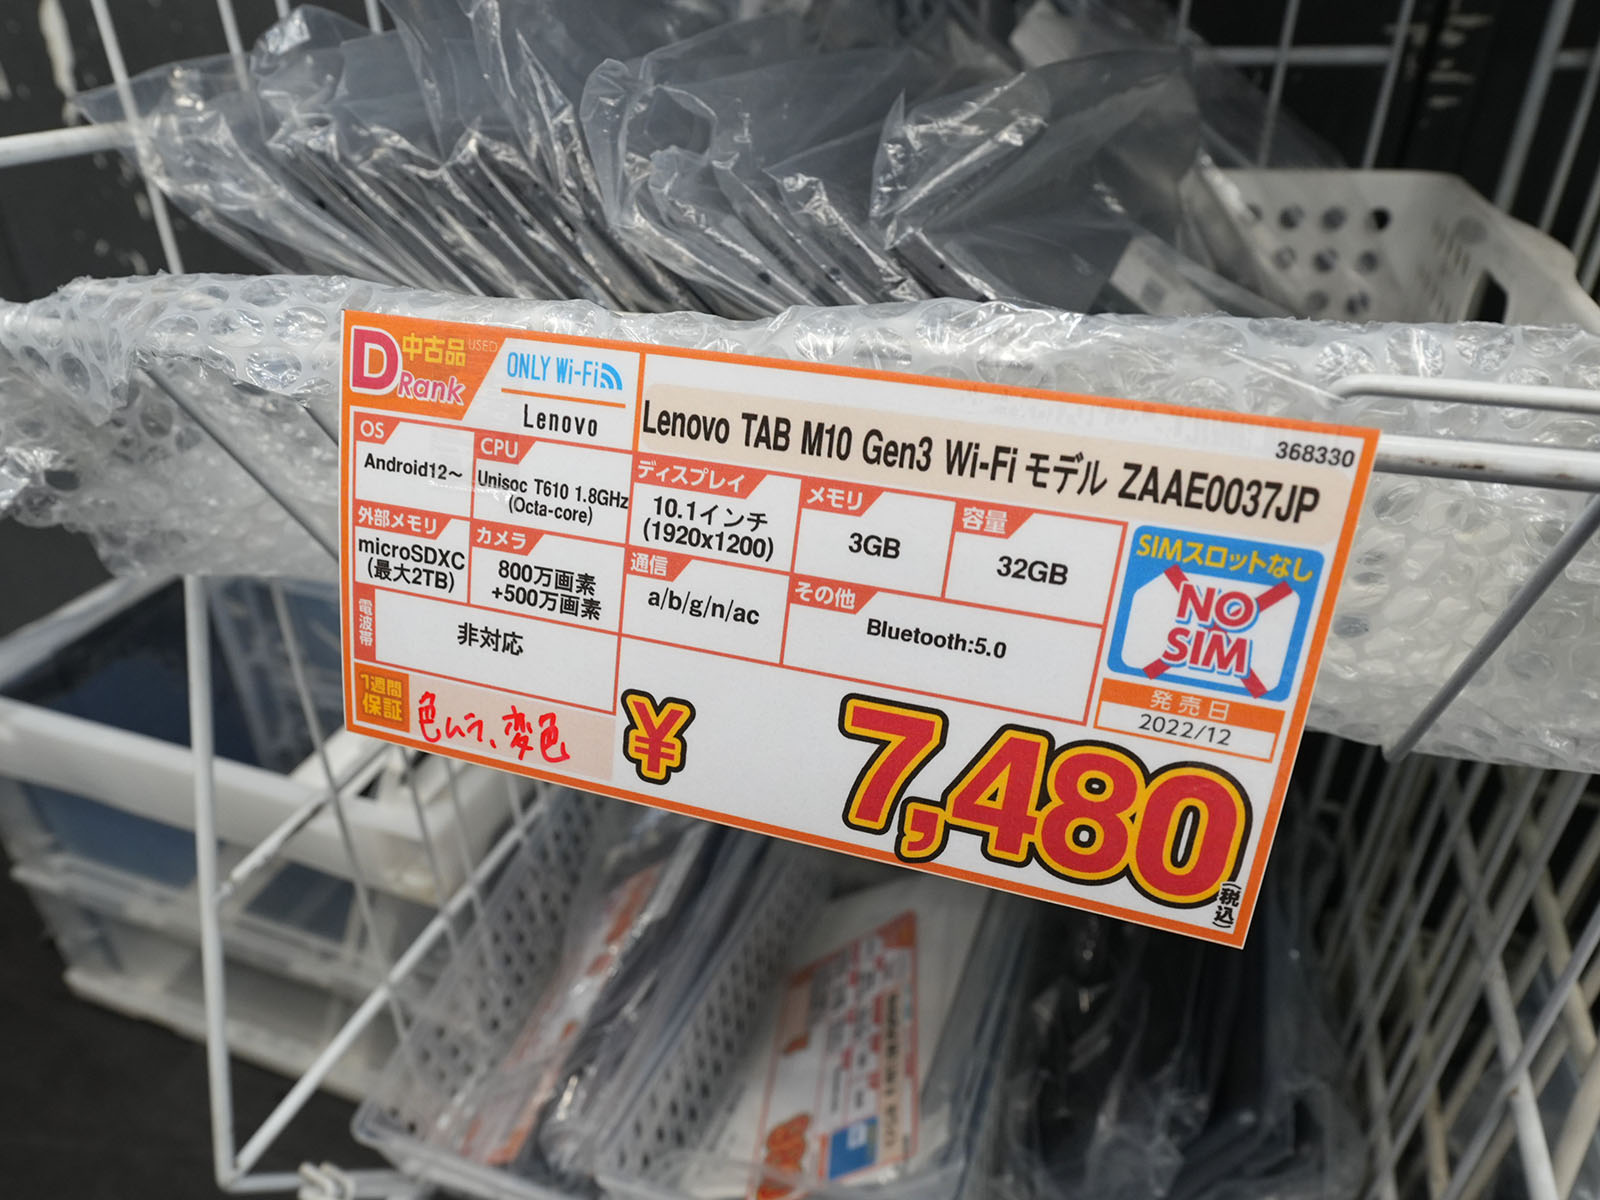 D Rank 中古品 USED
ONLY Wi-Fi
Lenovo
368330
Lenovo TAB M10 Gen3 Wi-Fi モデル ZAAE0037JP
OS
Android12～
CPU
Unisoc T610 1.8GHz
(Octa-core)
ディスプレイ
10.1インチ
(1920x1200)
メモリ
3GB
容量
32GB
外部メモリ
microSDXC
(最大2TB)
カメラ
800万画素
+500万画素
通信
a/b/g/n/ac
その他
Bluetooth:5.0
電波帯
非対応
SIMスロットなし
NO
SIM
発売日
2022/12
1週間
保証
色ムラ、変色
¥7,480
(税込)